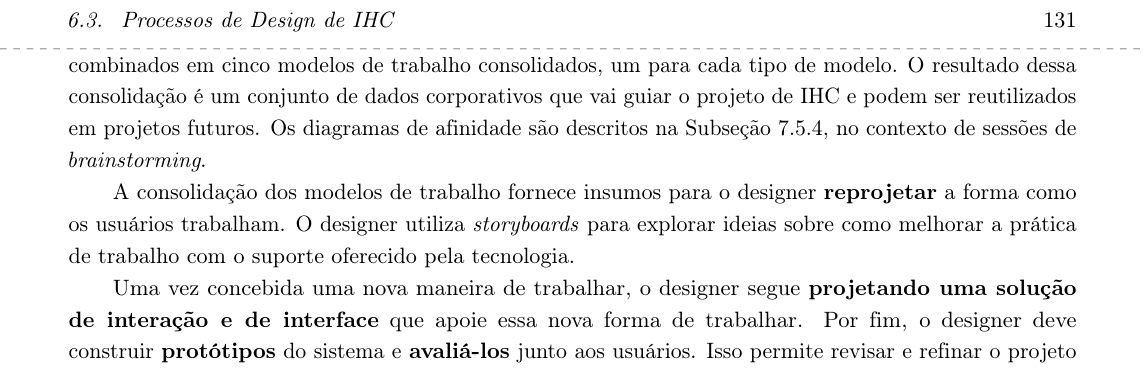 6.3. Processos de Design de IHC 131
combinados em cinco modelos de trabalho consolidados, um para cada tipo de modelo. O resultado dessa
consolidação é um conjunto de dados corporativos que vai guiar o projeto de IHC e podem ser reutilizados
em projetos futuros. Os diagramas de afinidade são descritos na Subseção 7.5.4, no contexto de sessões de
brainstorming.
A consolidação dos modelos de trabalho fornece insumos para o designer reprojetar a forma como
os usuários trabalham. O designer utiliza storyboards para explorar ideias sobre como melhorar a prática
de trabalho com o suporte oferecido pela tecnologia.
Uma vez concebida uma nova maneira de trabalhar, o designer segue projetando uma solução
de interação e de interface que apoie essa nova forma de trabalhar. Por fim, o designer deve
construir protótipos do sistema e avaliá-los junto aos usuários. Isso permite revisar e refinar o projeto